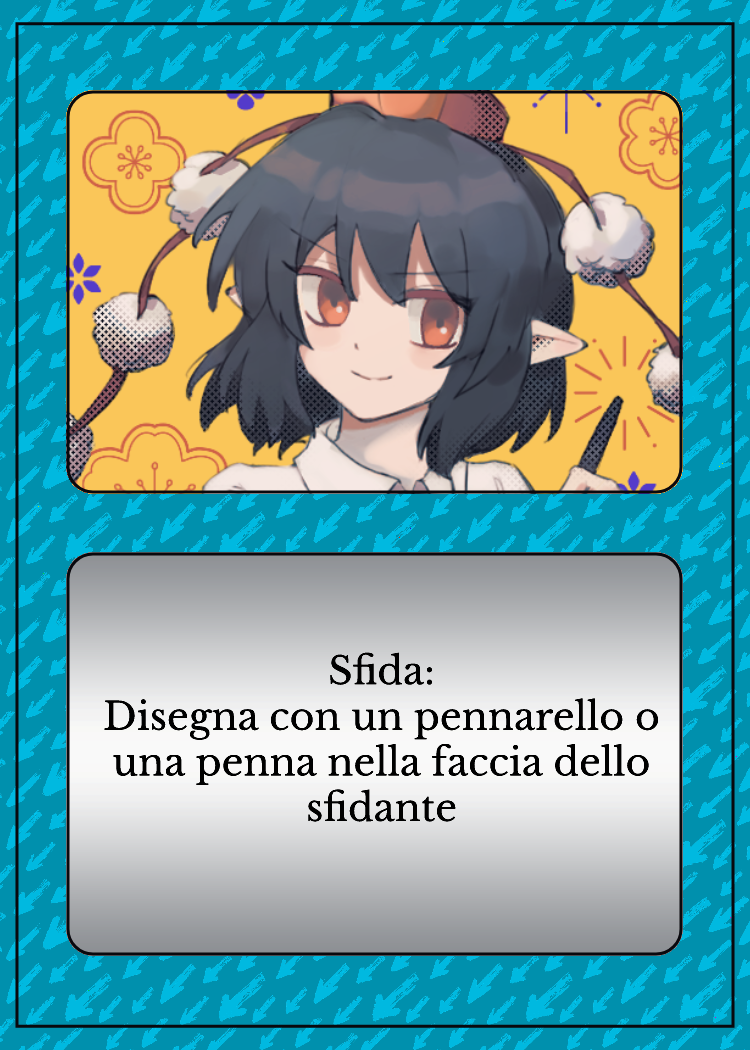 Sfida:
Disegna con un pennarello o
una penna nella faccia dello
sfidante